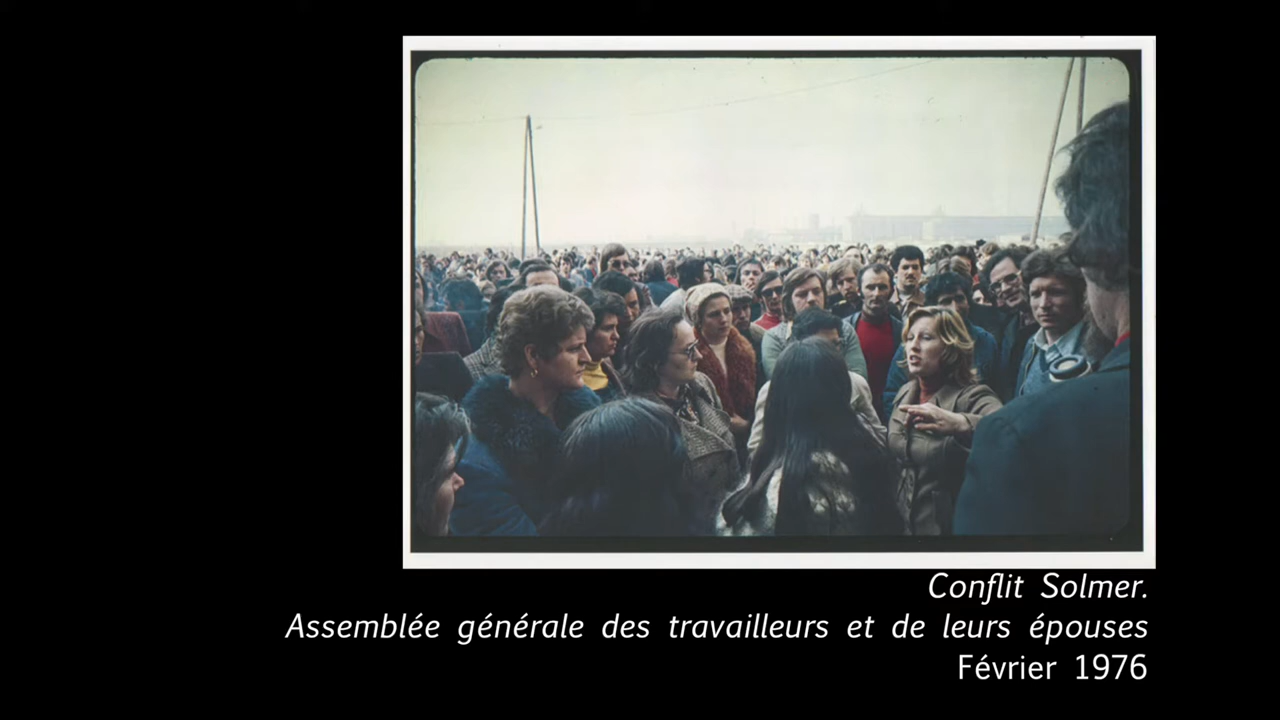 Conflit Solmer.
Assemblée générale des travailleurs et de leurs épouses
Février 1976